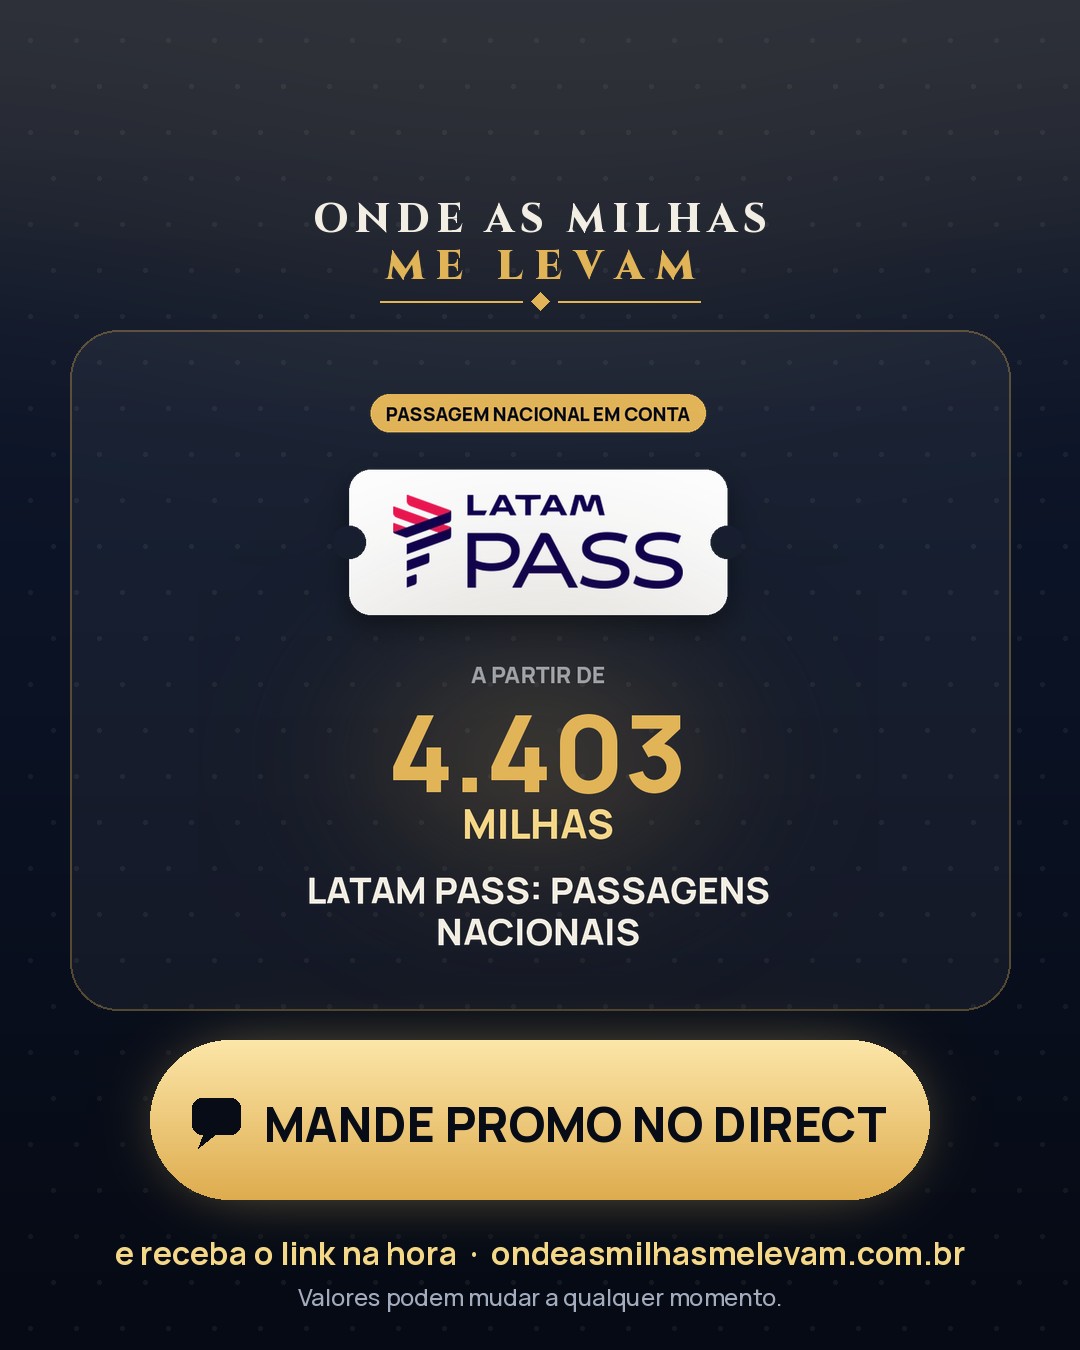 ONDE AS MILHAS
ME LEVAM
PASSAGEM NACIONAL EM CONTA
LATAM
PASS
A PARTIR DE
4.403
MILHAS
LATAM PASS: PASSAGENS
NACIONAIS
MANDE PROMO NO DIRECT
e receba o link na hora · ondeasmilhasmelevam.com.br
Valores podem mudar a qualquer momento.